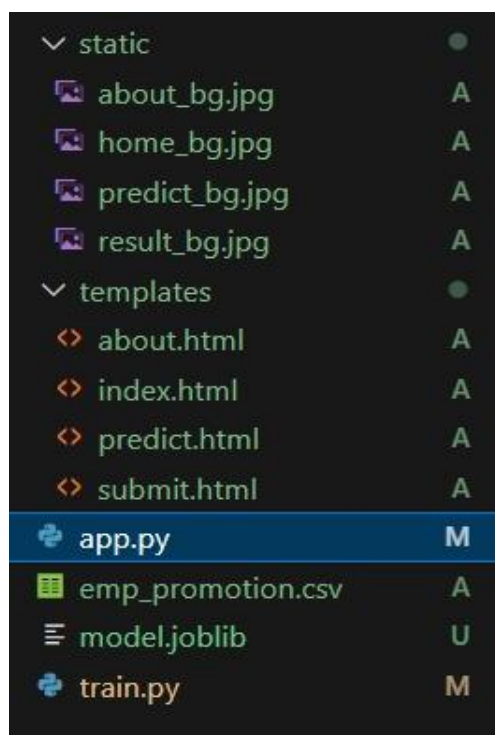 static
about_bg.jpg A
home_bg.jpg A
predict_bg.jpg A
result_bg.jpg A
templates
about.html A
index.html A
predict.html A
submit.html A
app.py M
emp_promotion.csv A
model.joblib U
train.py M